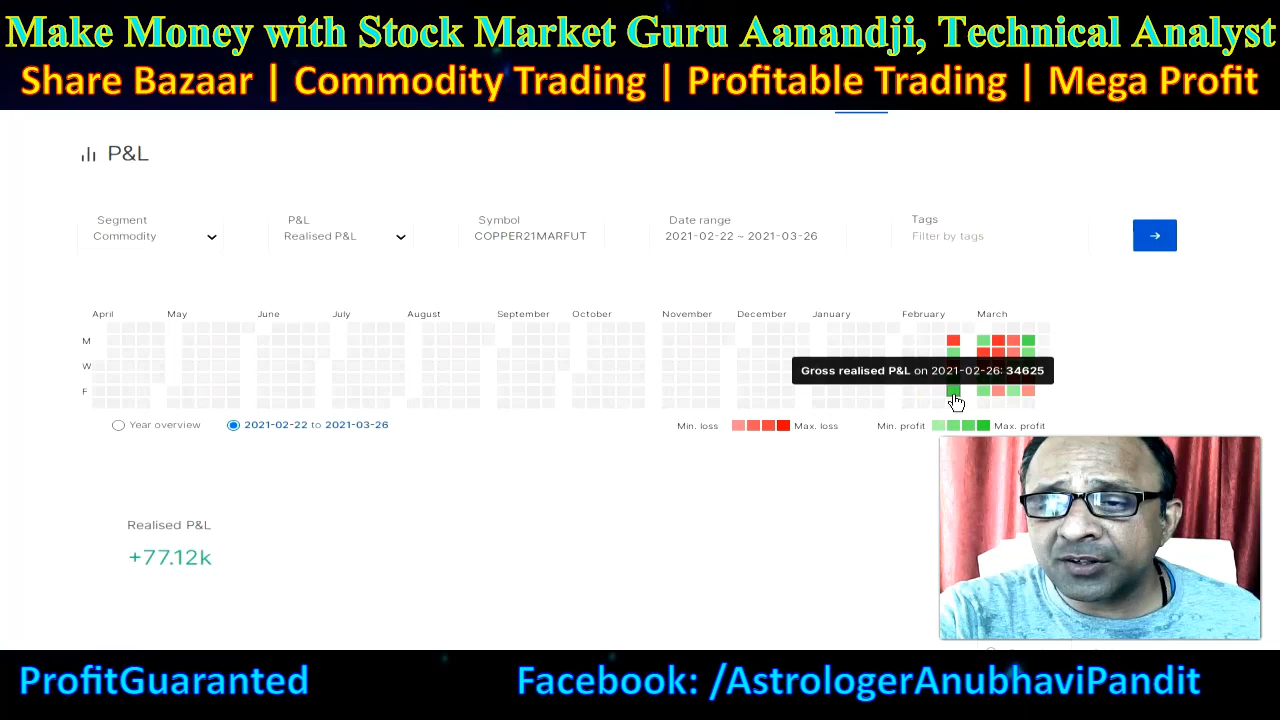 Make Money with Stock Market Guru Aanandji, Technical Analyst
Share Bazaar | Commodity Trading | Profitable Trading | Mega Profit
P&L
Segment P&L Symbol Date range Tags
Commodity Realised P&L COPPER21MARFUT 2021-02-22 ~ 2021-03-26 Filter by tags
April May June July August September October November December January February March
M
W
Gross realised P&L on 2021-02-26: 34625
F
Year overview 2021-02-22 to 2021-03-26 Min. loss Max. loss Min. profit Max. profit
Realised P&L
+77.12k
ProfitGuaranted Facebook: /AstrologerAnubhaviPandit